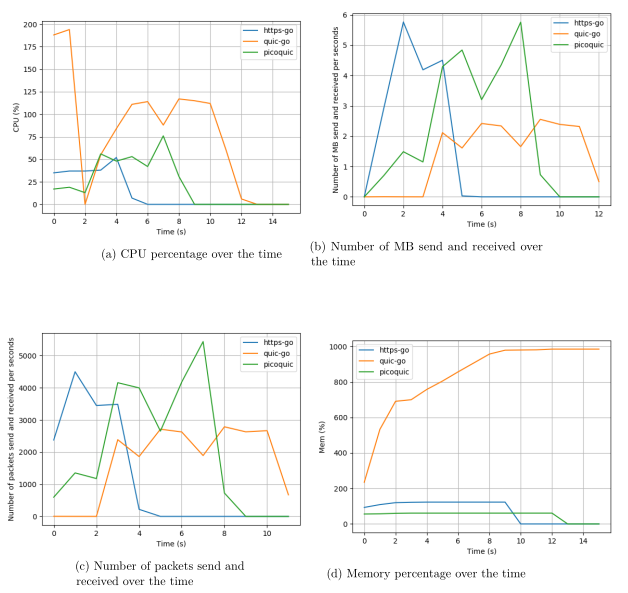 200
175
150
125
100
75
50
25
0
CPU (%)
https-go
quic-go
picoquic
0 2 4 6 8 10 12 14
Time (s)
(a) CPU percentage over the time
6
5
4
3
2
1
0
Number of MB send and received per seconds
https-go
quic-go
picoquic
0 2 4 6 8 10 12
Time (s)
(b) Number of MB send and received over
the time
5000
4000
3000
2000
1000
0
Number of packets send and received per seconds
https-go
quic-go
picoquic
0 2 4 6 8 10
Time (s)
(c) Number of packets send and
received over the time
1000
800
600
400
200
0
Mem (%)
https-go
quic-go
picoquic
0 2 4 6 8 10 12 14
Time (s)
(d) Memory percentage over the time